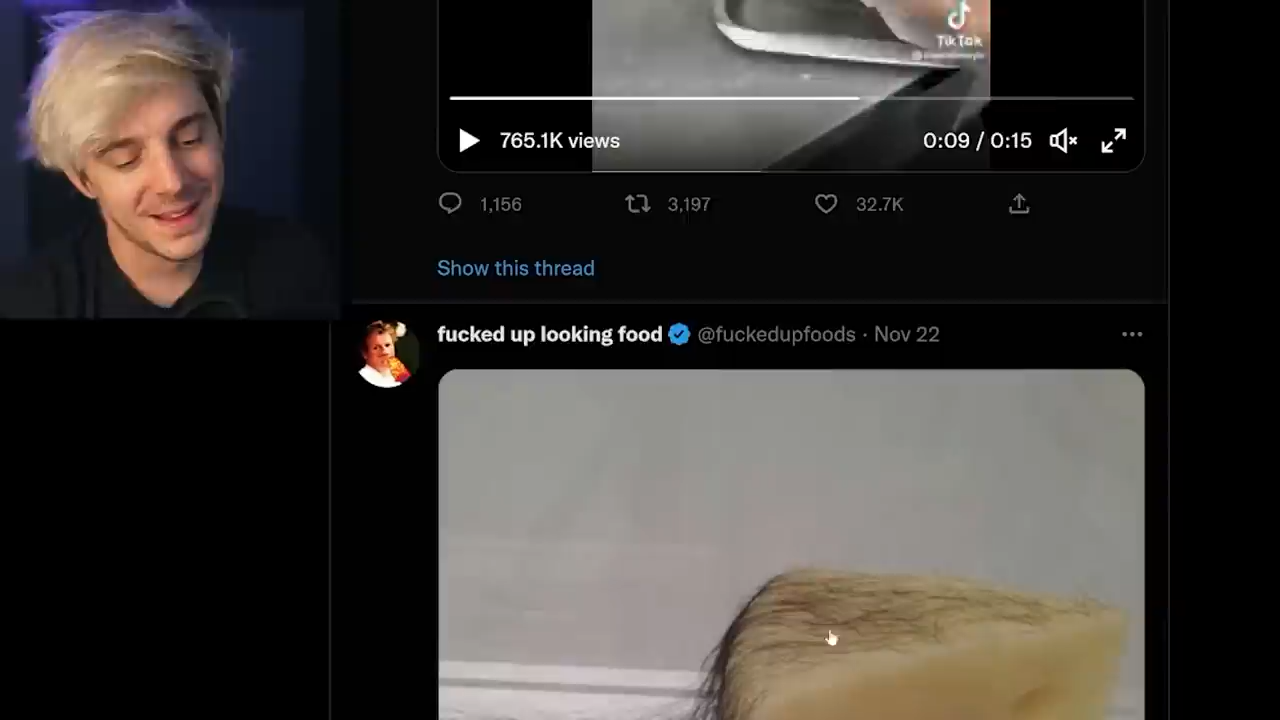 TikTok
765.1K views
0:09 / 0:15
1,156
3,197
32.7K
Show this thread
fucked up looking food @fuckedupfoods · Nov 22